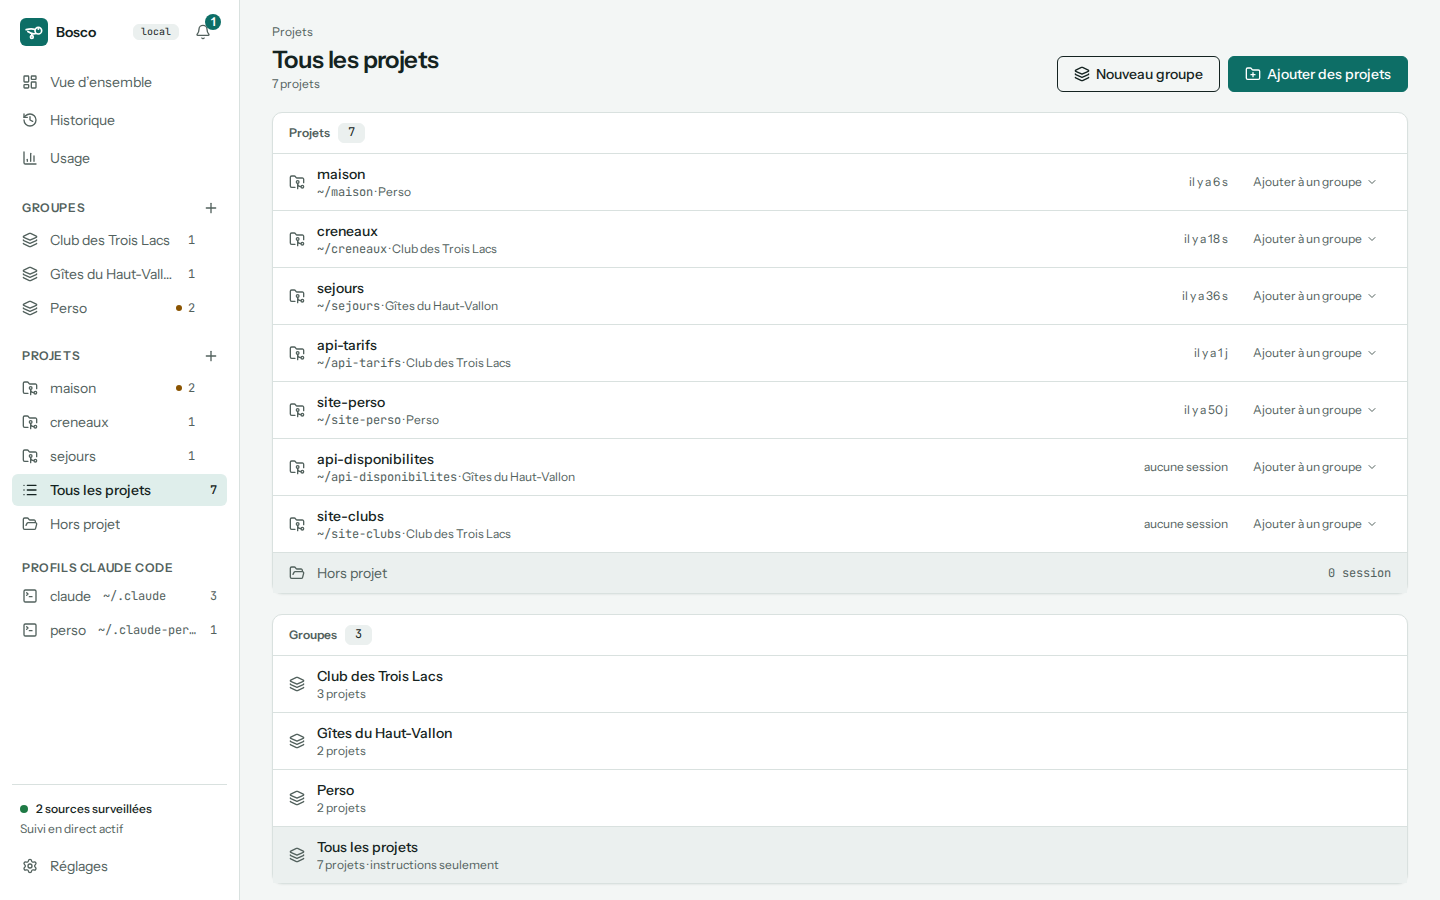 Bosco
local
1
Vue d'ensemble
Historique
Usage
GROUPES
Club des Trois Lacs 1
Gîtes du Haut-Vall... 1
Perso 2
PROJETS
maison 2
creneaux 1
sejours 1
Tous les projets 7
Hors projet
PROFILS CLAUDE CODE
claude ~/.claude 3
perso ~/.claude-per... 1
2 sources surveillées
Suivi en direct actif
Réglages
Projets
Tous les projets
7 projets
Nouveau groupe
Ajouter des projets
Projets 7
maison
~/maison · Perso
il y a 6 s
Ajouter à un groupe
creneaux
~/creneaux · Club des Trois Lacs
il y a 18 s
Ajouter à un groupe
sejours
~/sejours · Gîtes du Haut-Vallon
il y a 36 s
Ajouter à un groupe
api-tarifs
~/api-tarifs · Club des Trois Lacs
il y a 1 j
Ajouter à un groupe
site-perso
~/site-perso · Perso
il y a 50 j
Ajouter à un groupe
api-disponibilites
~/api-disponibilites · Gîtes du Haut-Vallon
aucune session
Ajouter à un groupe
site-clubs
~/site-clubs · Club des Trois Lacs
aucune session
Ajouter à un groupe
Hors projet
0 session
Groupes 3
Club des Trois Lacs
3 projets
Gîtes du Haut-Vallon
2 projets
Perso
2 projets
Tous les projets
7 projets · instructions seulement